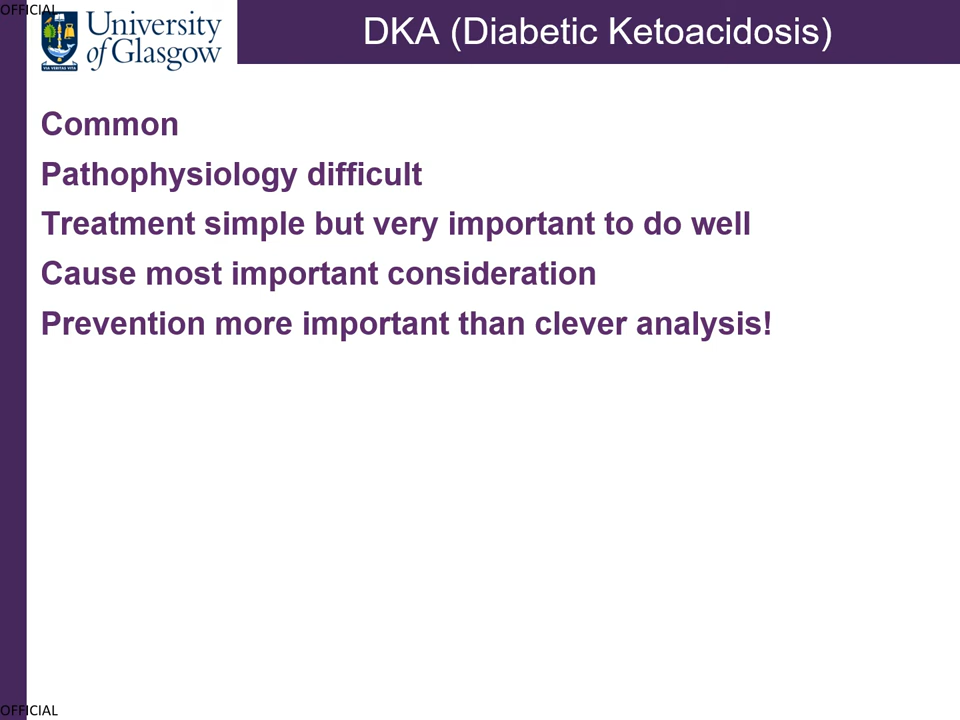 OFFICIAL
University
of Glasgow
VIA VERITAS VITA
DKA (Diabetic Ketoacidosis)
Common
Pathophysiology difficult
Treatment simple but very important to do well
Cause most important consideration
Prevention more important than clever analysis!
OFFICIAL